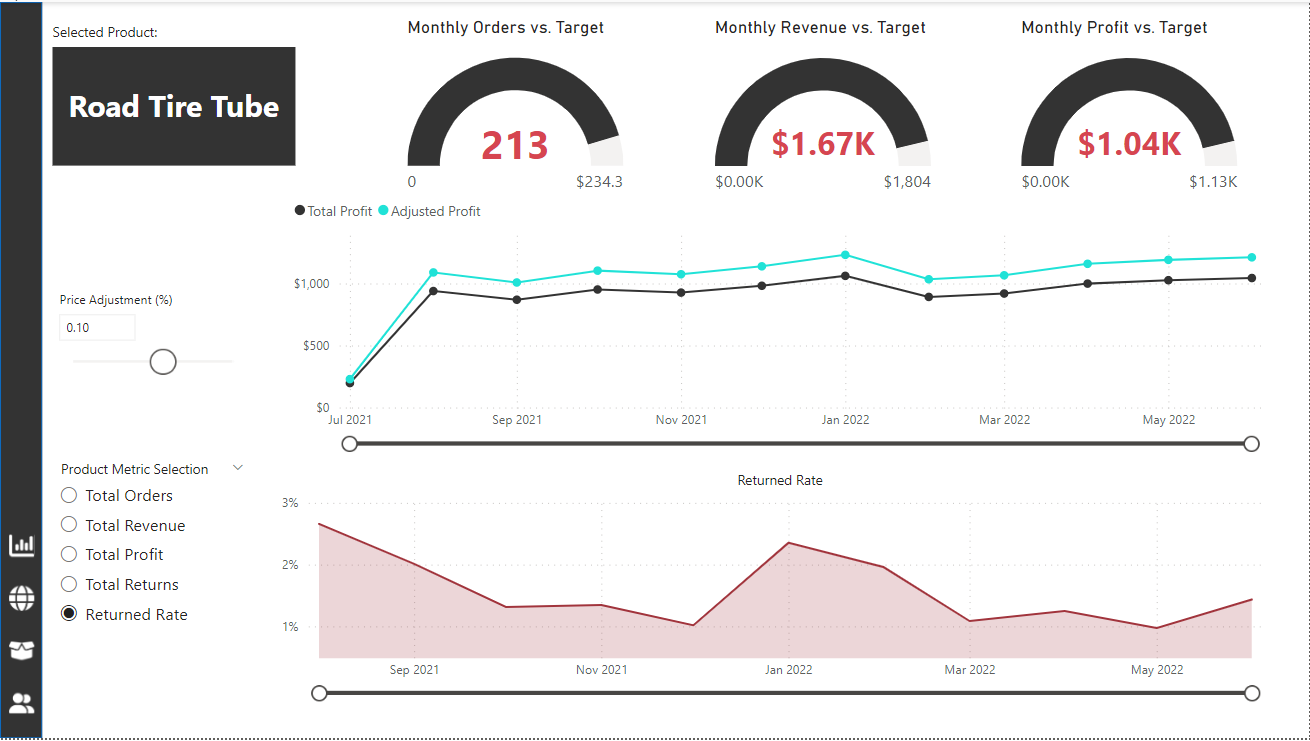 Selected Product:
Road Tire Tube
Monthly Orders vs. Target
213
0
$234.3
Monthly Revenue vs. Target
$1.67K
$0.00K
$1,804
Monthly Profit vs. Target
$1.04K
$0.00K
$1.13K
Total Profit Adjusted Profit
$1,000
$500
$0
Jul 2021 Sep 2021 Nov 2021 Jan 2022 Mar 2022 May 2022
Price Adjustment (%)
0.10
Product Metric Selection
Total Orders
Total Revenue
Total Profit
Total Returns
Returned Rate
Returned Rate
3%
2%
1%
Sep 2021 Nov 2021 Jan 2022 Mar 2022 May 2022